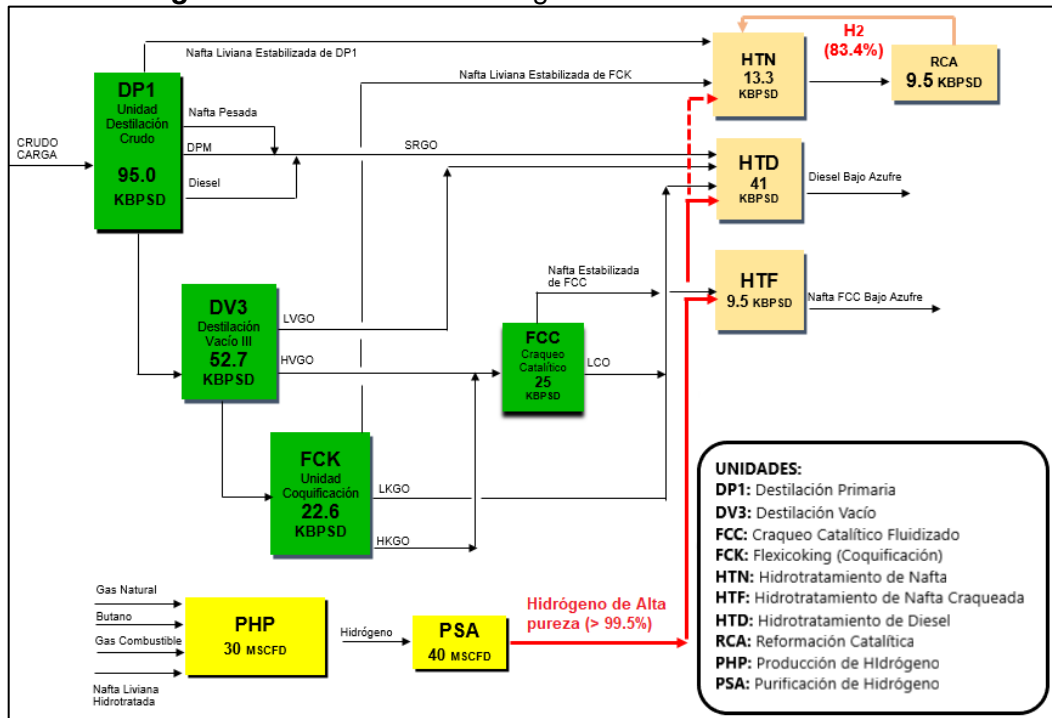 Nafta Liviana Estabilizada de DP1
H2
(83.4%)
HTN
13.3
KBPSD
RCA
9.5 KBPSD
Nafta Liviana Estabilizada de FCK
DP1
Unidad
Destilación
Crudo
95.0
KBPSD
CRUDO
CARGA
Nafta Pesada
DPM
Diesel
SRGO
HTD
41
KBPSD
Diesel Bajo Azufre
Nafta Estabilizada
de FCC
HTF
9.5 KBPSD
Nafta FCC Bajo Azufre
DV3
Destilación
Vacío III
52.7
KBPSD
LVGO
HVGO
FCC
Craqueo
Catalítico
25
KBPSD
LCO
FCK
Unidad
Coquificación
22.6
KBPSD
LKGO
HKGO
UNIDADES:
DP1: Destilación Primaria
DV3: Destilación Vacío
FCC: Craqueo Catalítico Fluidizado
FCK: Flexicoking (Coquificación)
HTN: Hidrotratamiento de Nafta
HTF: Hidrotratamiento de Nafta Craqueada
HTD: Hidrotratamiento de Diesel
RCA: Reformación Catalítica
PHP: Producción de HIdrógeno
PSA: Purificación de Hidrógeno
Gas Natural
Butano
Gas Combustible
Nafta Liviana
Hidrotratada
PHP
30 MSCFD
Hidrógeno
PSA
40 MSCFD
Hidrógeno de Alta
pureza (> 99.5%)